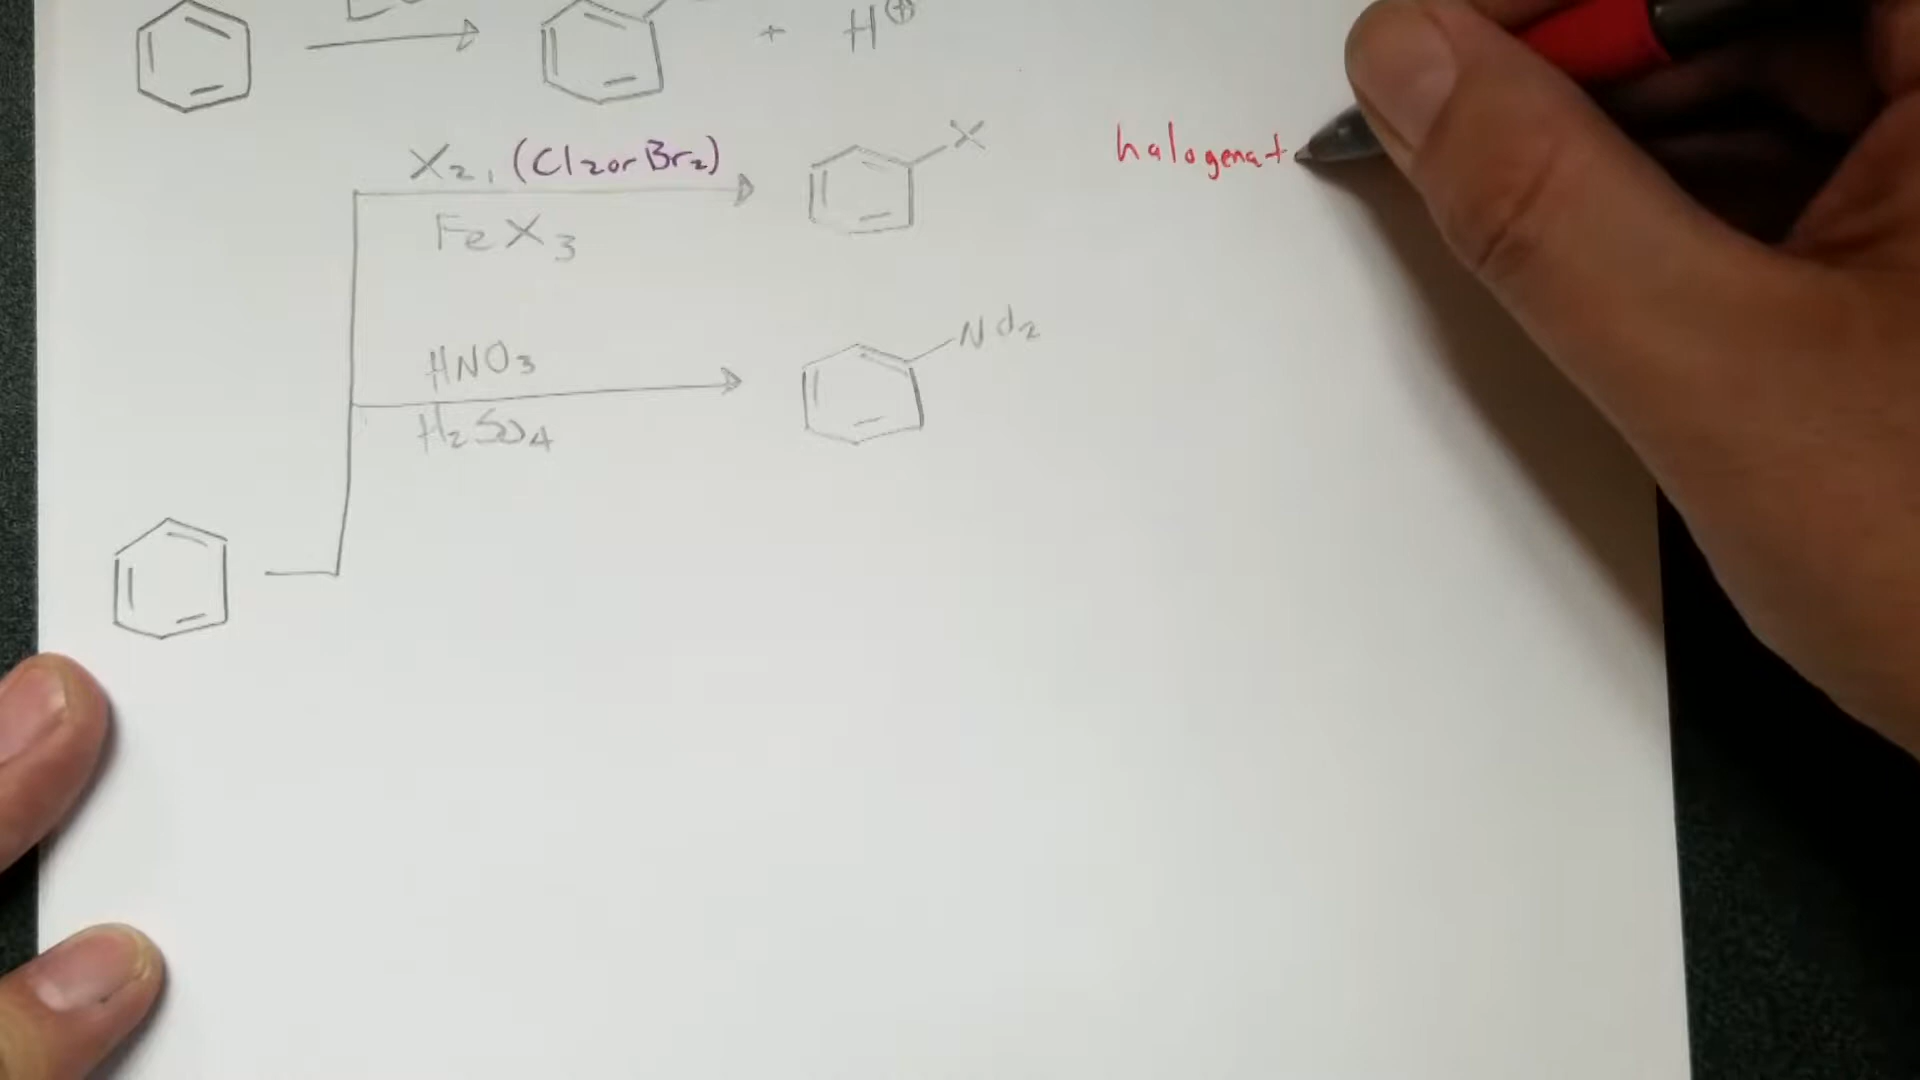 + H⊕
X₂, (Cl₂ or Br₂)
FeX₃
X
halogenat
HNO₃
H₂SO₄
NO₂